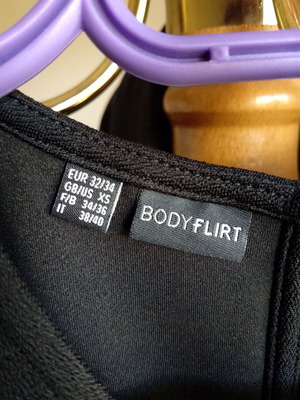 EUR 32/34
GB/US XS
F/B 34/36
IT 38/40
BODYFLIRT